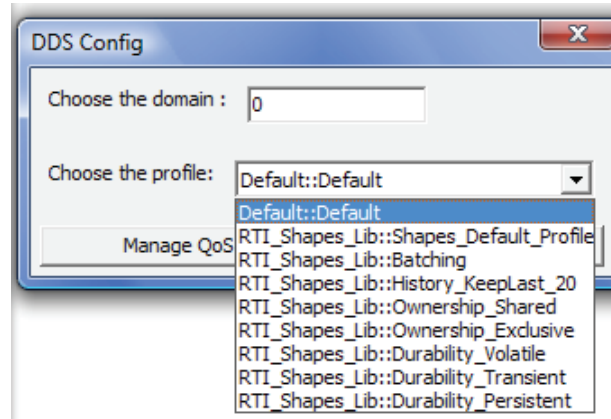 DDS Config
Choose the domain : 0
Choose the profile: Default::Default
Default::Default
RTI_Shapes_Lib::Shapes_Default_Profile
Manage QoS
RTI_Shapes_Lib::Batching
RTI_Shapes_Lib::History_KeepLast_20
RTI_Shapes_Lib::Ownership_Shared
RTI_Shapes_Lib::Ownership_Exclusive
RTI_Shapes_Lib::Durability_Volatile
RTI_Shapes_Lib::Durability_Transient
RTI_Shapes_Lib::Durability_Persistent